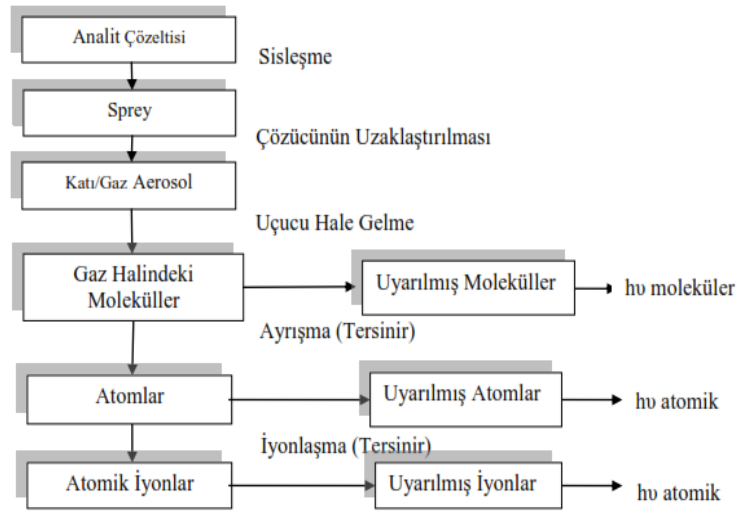 Analit Çözeltisi
Sisleşme
Sprey
Çözücünün Uzaklaştırılması
Katı/Gaz Aerosol
Uçucu Hale Gelme
Gaz Halindeki
Moleküller
Uyarılmış Moleküller
hυ moleküler
Ayrışma (Tersinir)
Atomlar
Uyarılmış Atomlar
hυ atomik
İyonlaşma (Tersinir)
Atomik İyonlar
Uyarılmış İyonlar
hυ atomik